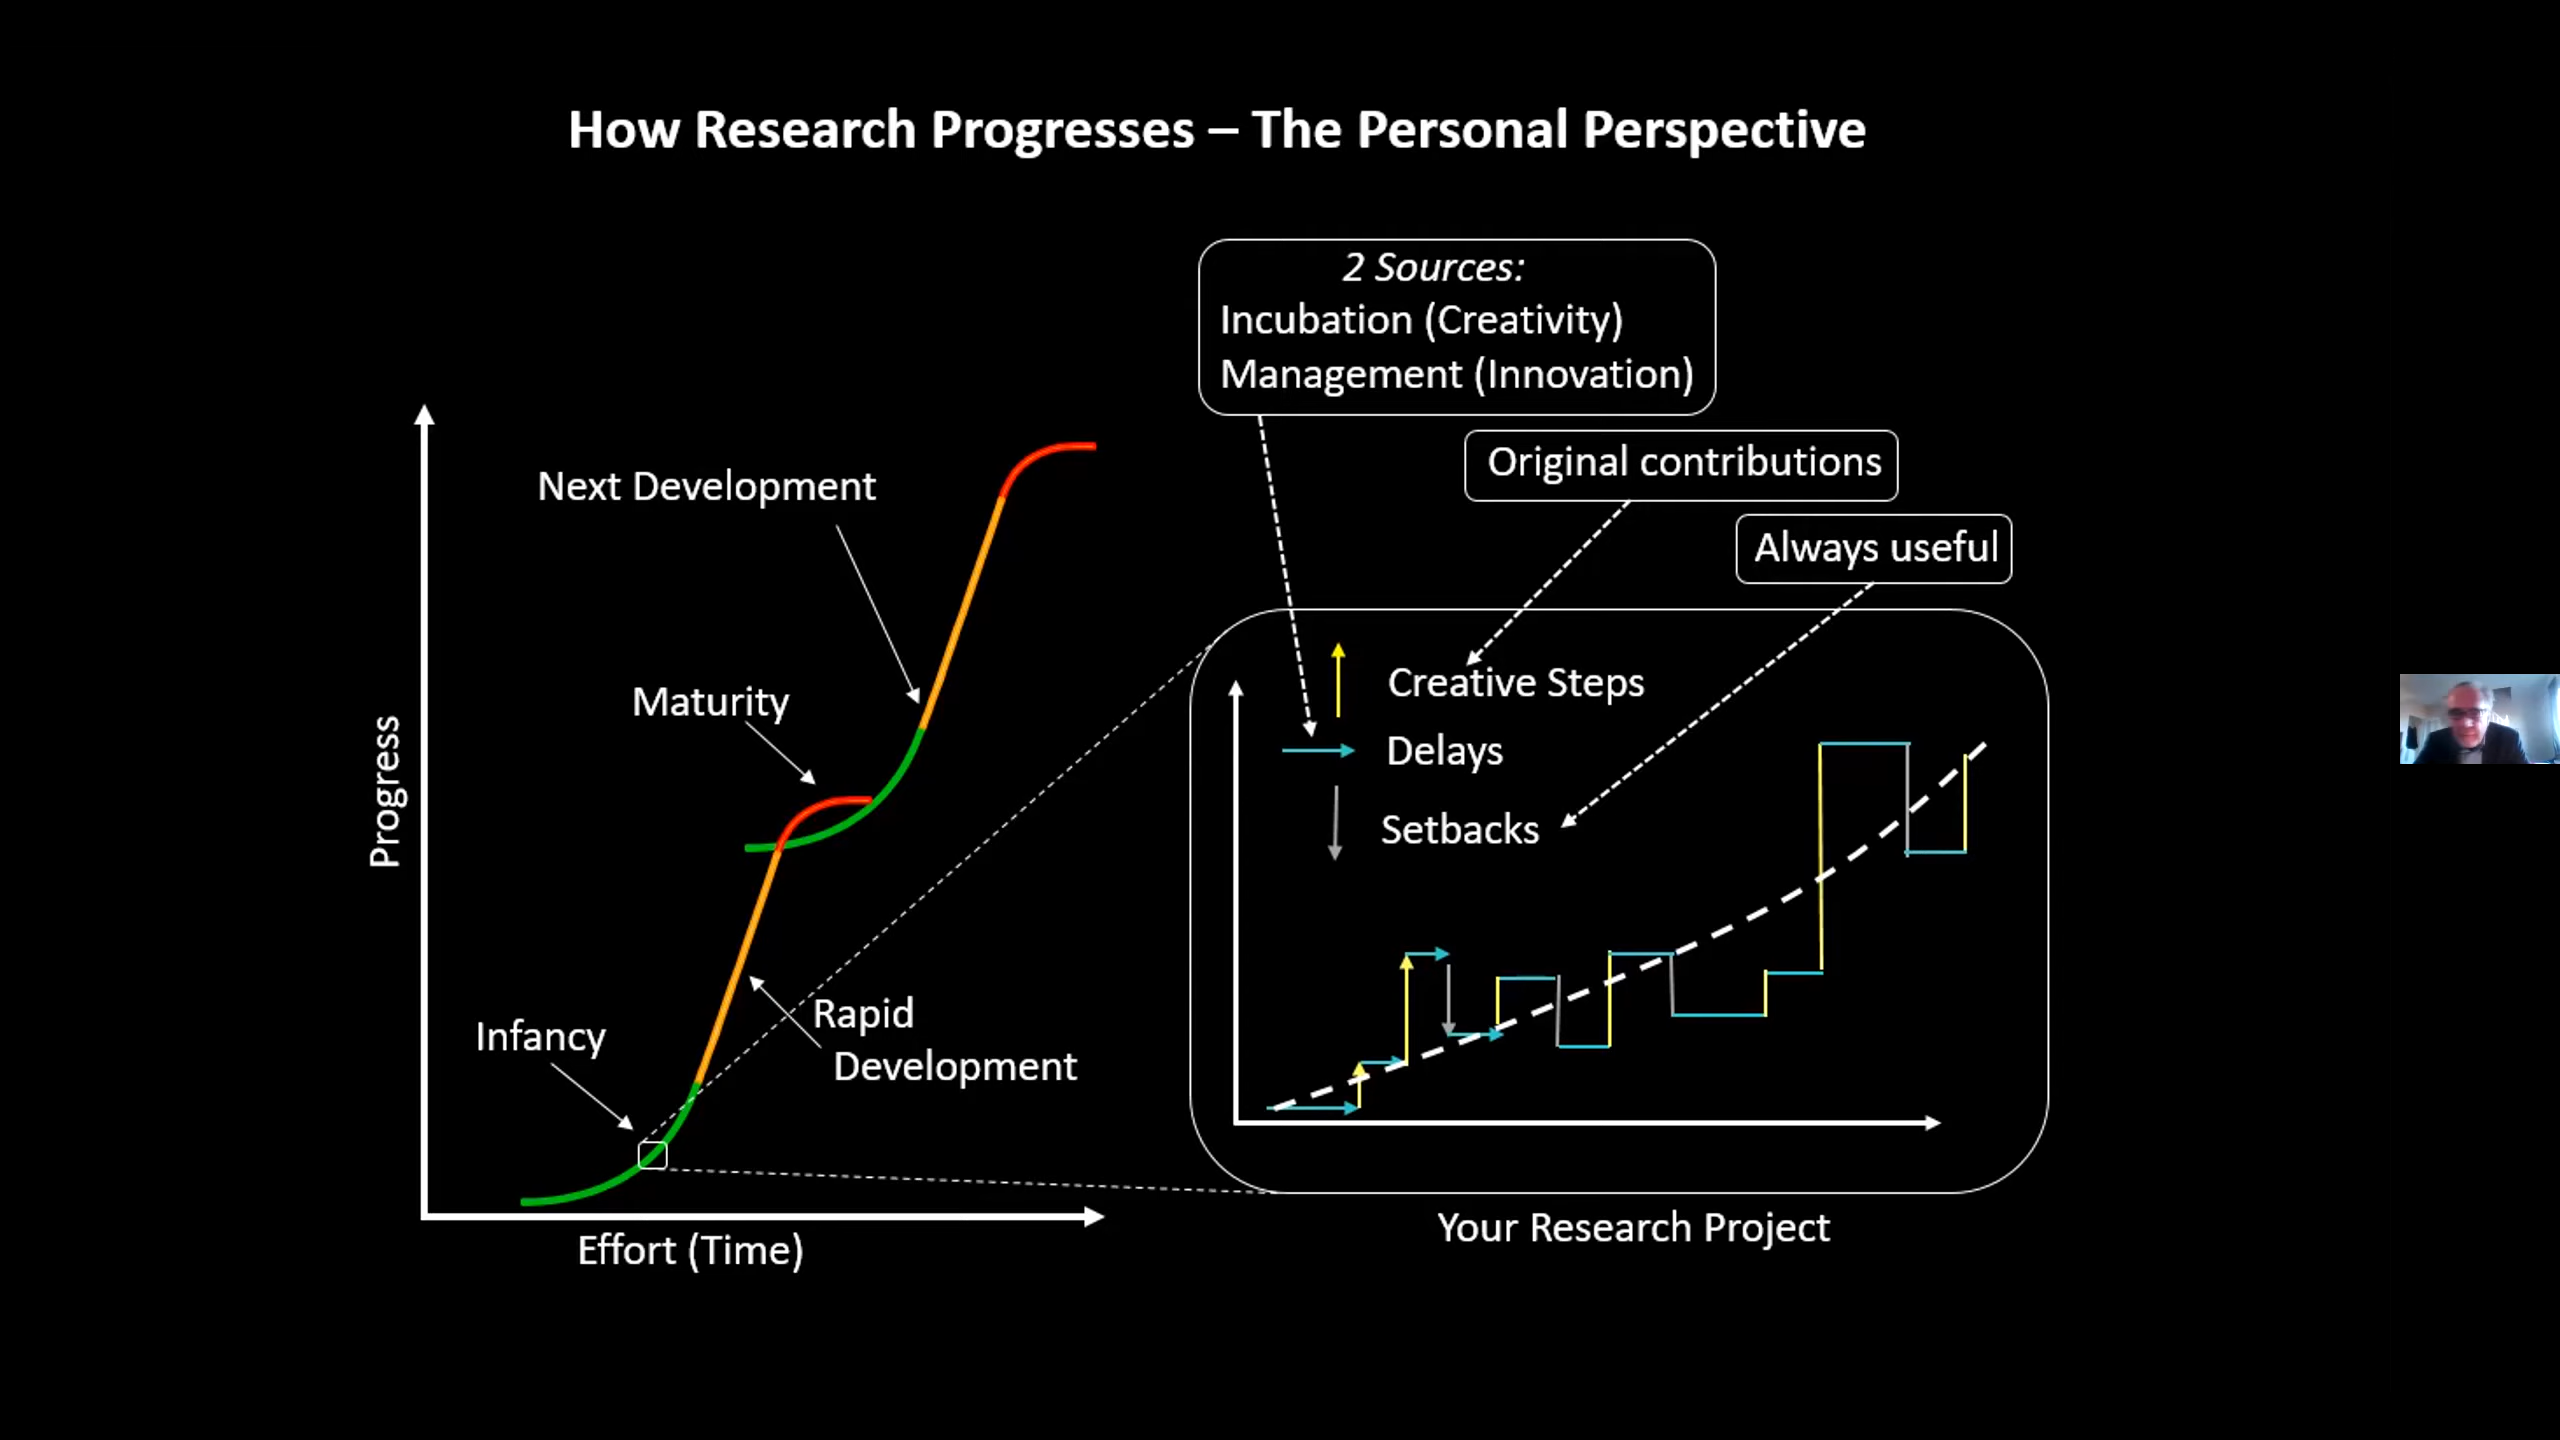 How Research Progresses – The Personal Perspective
2 Sources:
Incubation (Creativity)
Management (Innovation)
Original contributions
Always useful
Next Development
Maturity
Rapid
Development
Infancy
Progress
Effort (Time)
Creative Steps
Delays
Setbacks
Your Research Project